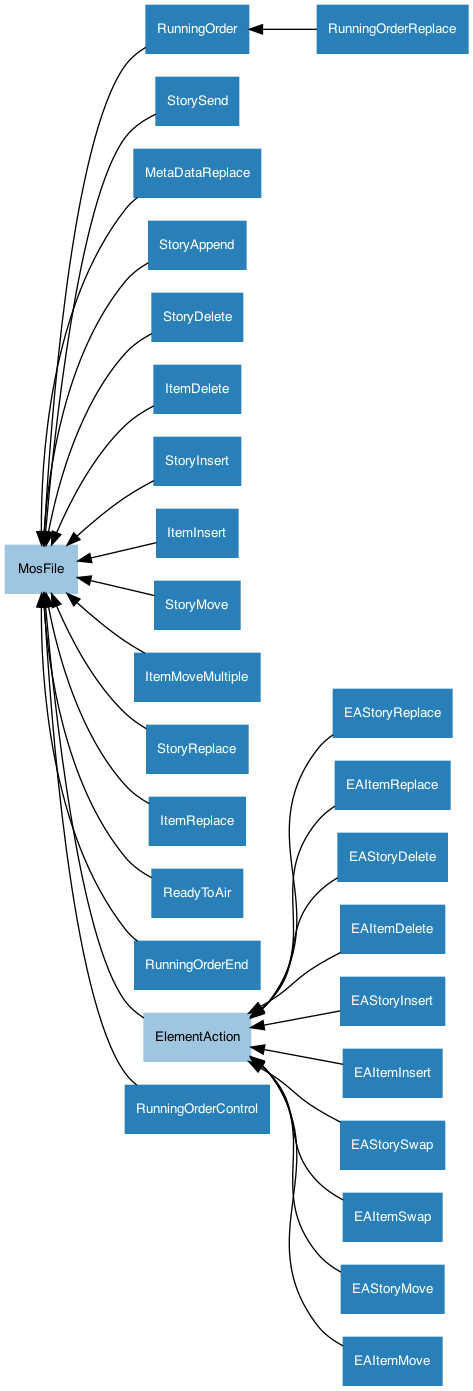 RunningOrder
RunningOrderReplace
StorySend
MetaDataReplace
StoryAppend
StoryDelete
ItemDelete
StoryInsert
ItemInsert
MosFile
StoryMove
ItemMoveMultiple
EAStoryReplace
StoryReplace
EAItemReplace
ItemReplace
EAStoryDelete
ReadyToAir
EAItemDelete
RunningOrderEnd
EAStoryInsert
ElementAction
EAItemInsert
RunningOrderControl
EAStorySwap
EAItemSwap
EAStoryMove
EAItemMove